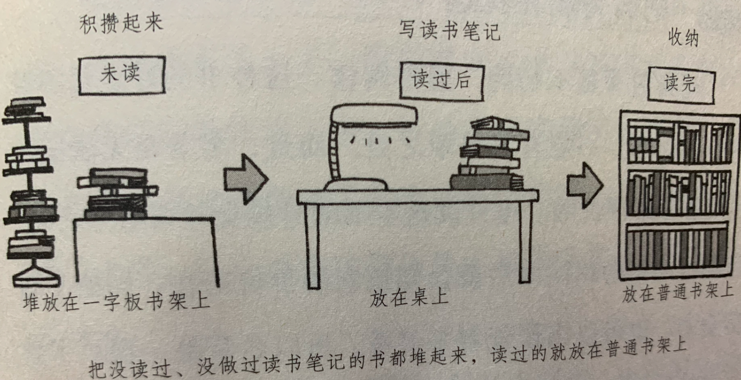 积攒起来
写读书笔记
收纳
未读
读过后
读完
堆放在一字板书架上
放在桌上
放在普通书架上
把没读过、没做过读书笔记的书都堆起来，读过的就放在普通书架上